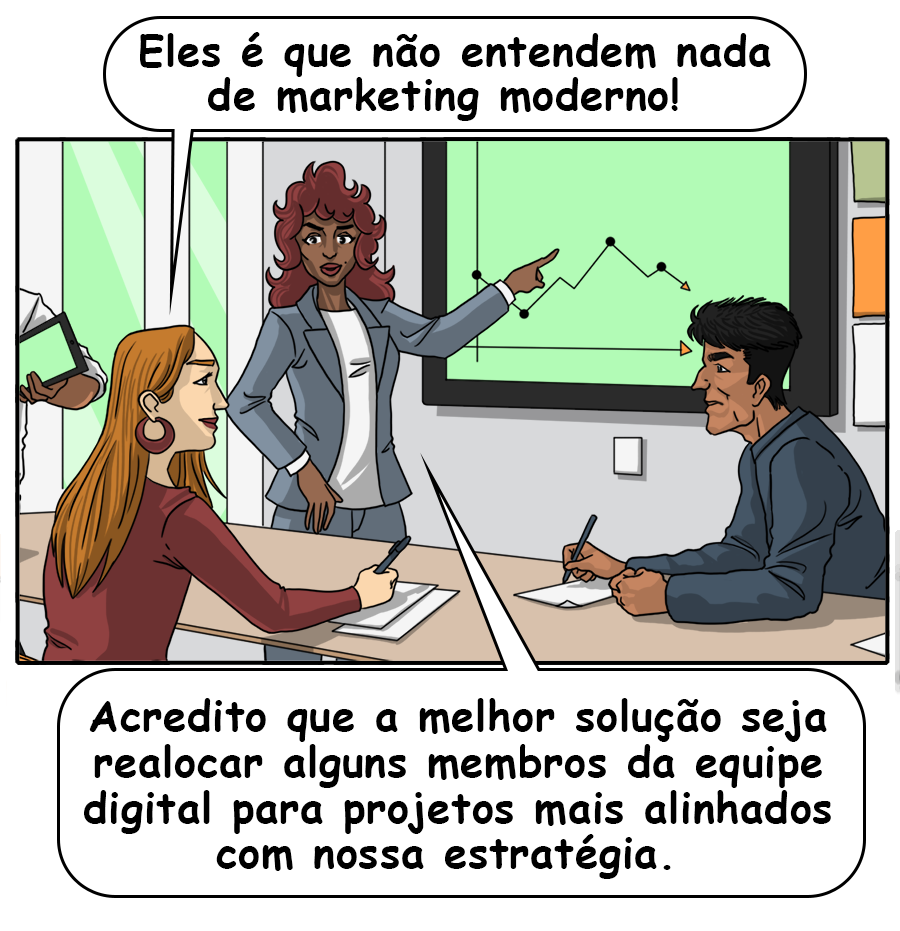 Eles é que não entendem nada
de marketing moderno!
Acredito que a melhor solução seja
realocar alguns membros da equipe
digital para projetos mais alinhados
com nossa estratégia.